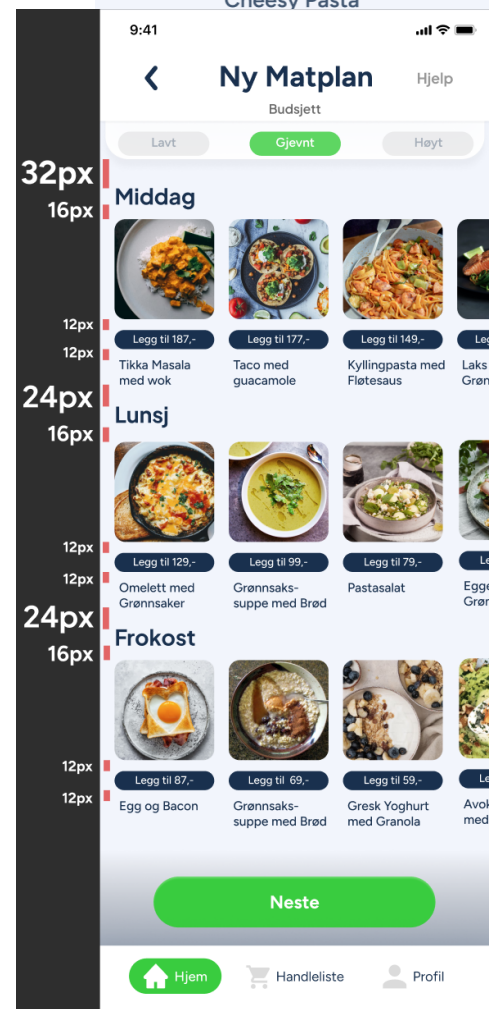 Cheesy Pasta
9:41
Ny Matplan
Hjelp
Budsjett
Lavt
Gjevnt
Høyt
32px
16px
Middag
12px
Legg til 187,-
Legg til 177,-
Legg til 149,-
12px
Tikka Masala
med wok
Taco med
guacamole
Kyllingpasta med
Fløtesaus
Laks
24px
Lunsj
16px
12px
Legg til 129,-
Legg til 99,-
Legg til 79,-
12px
Omelett med
Grønnsaker
Grønnsaks-
suppe med Brød
Pastasalat
24px
Frokost
16px
12px
Legg til 87,-
Legg til 69,-
Legg til 59,-
12px
Egg og Bacon
Grønnsaks-
suppe med Brød
Gresk Yoghurt
med Granola
med
Neste
Hjem
Handleliste
Profil